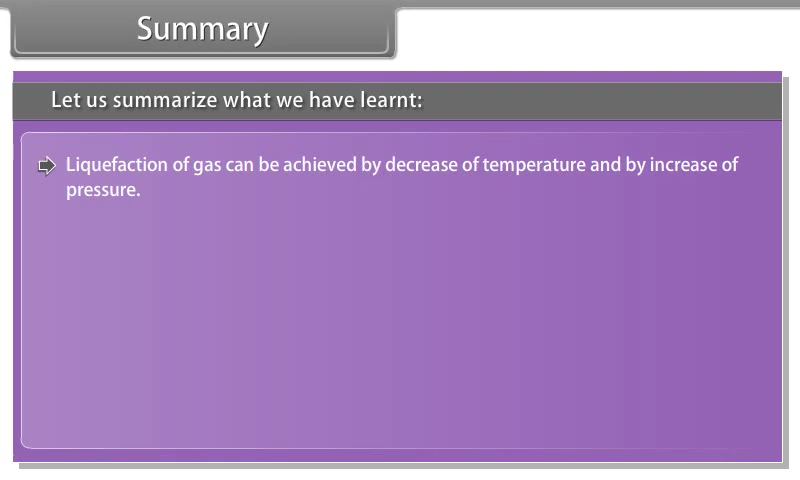 Summary
Let us summarize what we have learnt:
Liquefaction of gas can be achieved by decrease of temperature and by increase of
pressure.